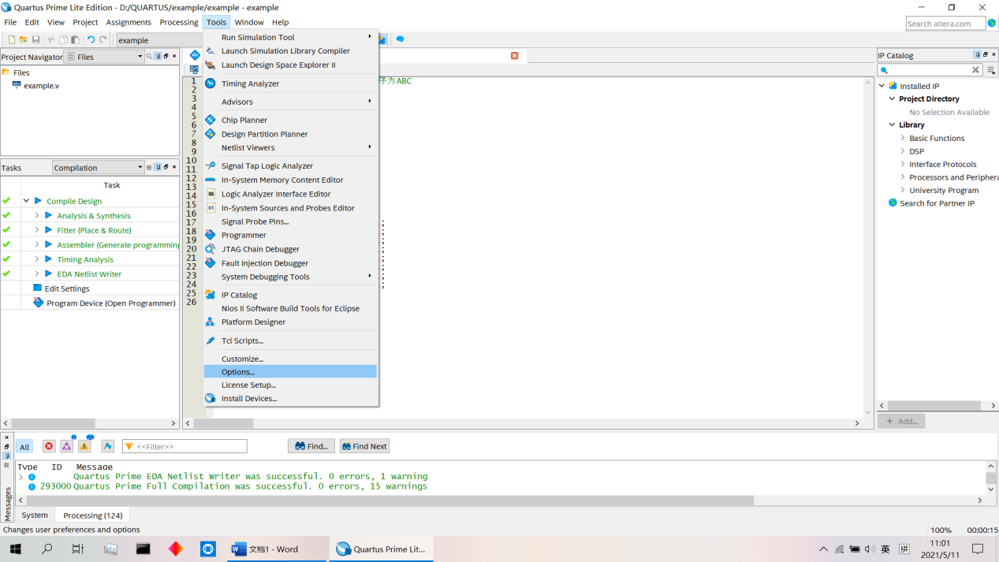 Quartus Prime Lite Edition - D:/QUARTUS/example/example - example
File Edit View Project Assignments Processing Tools Window Help
Search altera.com
example
Project Navigator Files
Files
example.v
Tasks Compilation
Task
Compile Design
Analysis & Synthesis
Fitter (Place & Route)
Assembler (Generate programming
Timing Analysis
EDA Netlist Writer
Edit Settings
Program Device (Open Programmer)
Run Simulation Tool
Launch Simulation Library Compiler
Launch Design Space Explorer II
Timing Analyzer
Advisors
Chip Planner
Design Partition Planner
Netlist Viewers
Signal Tap Logic Analyzer
In-System Memory Content Editor
Logic Analyzer Interface Editor
In-System Sources and Probes Editor
Signal Probe Pins...
Programmer
JTAG Chain Debugger
Fault Injection Debugger
System Debugging Tools
IP Catalog
Nios II Software Build Tools for Eclipse
Platform Designer
Tcl Scripts...
Customize...
Options...
License Setup...
Install Devices...
1
2
3
4
5
6
7
8
9
10
11
12
13
14
15
16
17
18
19
20
21
22
23
24
25
26
序为ABC
;
;
;
;
;
;
;
;
IP Catalog
Installed IP
Project Directory
No Selection Available
Library
Basic Functions
DSP
Interface Protocols
Processors and Periphera
University Program
Search for Partner IP
+ Add...
All <<Filter>> Find... Find Next
Type ID Message
Quartus Prime EDA Netlist Writer was successful. 0 errors, 1 warning
293000 Quartus Prime Full Compilation was successful. 0 errors, 15 warnings
Messages
System Processing (124)
Changes user preferences and options
100% 00:00:15
文档1 - Word
Quartus Prime Lit...
英
拼
11:01
2021/5/11